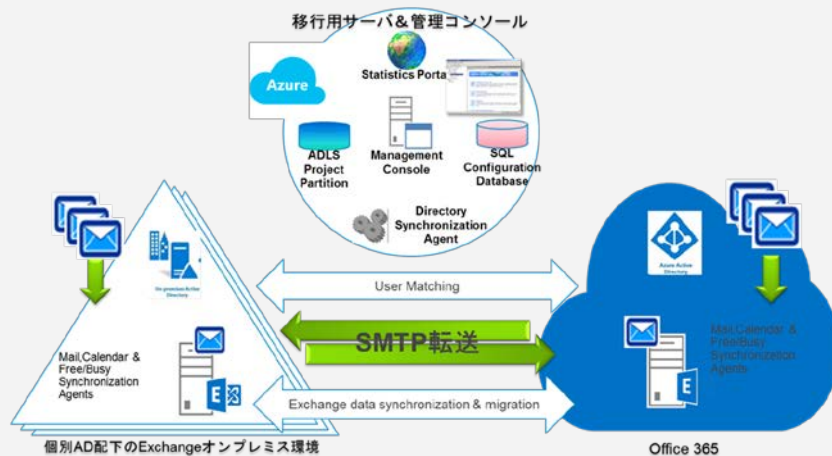 移行用サーバ&管理コンソール
Azure
Statistics Porta
ADLS
Project
Partition
Management
Console
SQL
Configuration
Database
Directory
Synchronization
Agent
On-premises Active
Directory
Azure Active
Directory
User Matching
SMTP転送
Mail,Calendar &
Free/Busy
Synchronization
Agents
Mail,Calendar &
Free/Busy
Synchronization
Agents
Exchange data synchronization & migration
個別AD配下のExchangeオンプレミス環境
Office 365